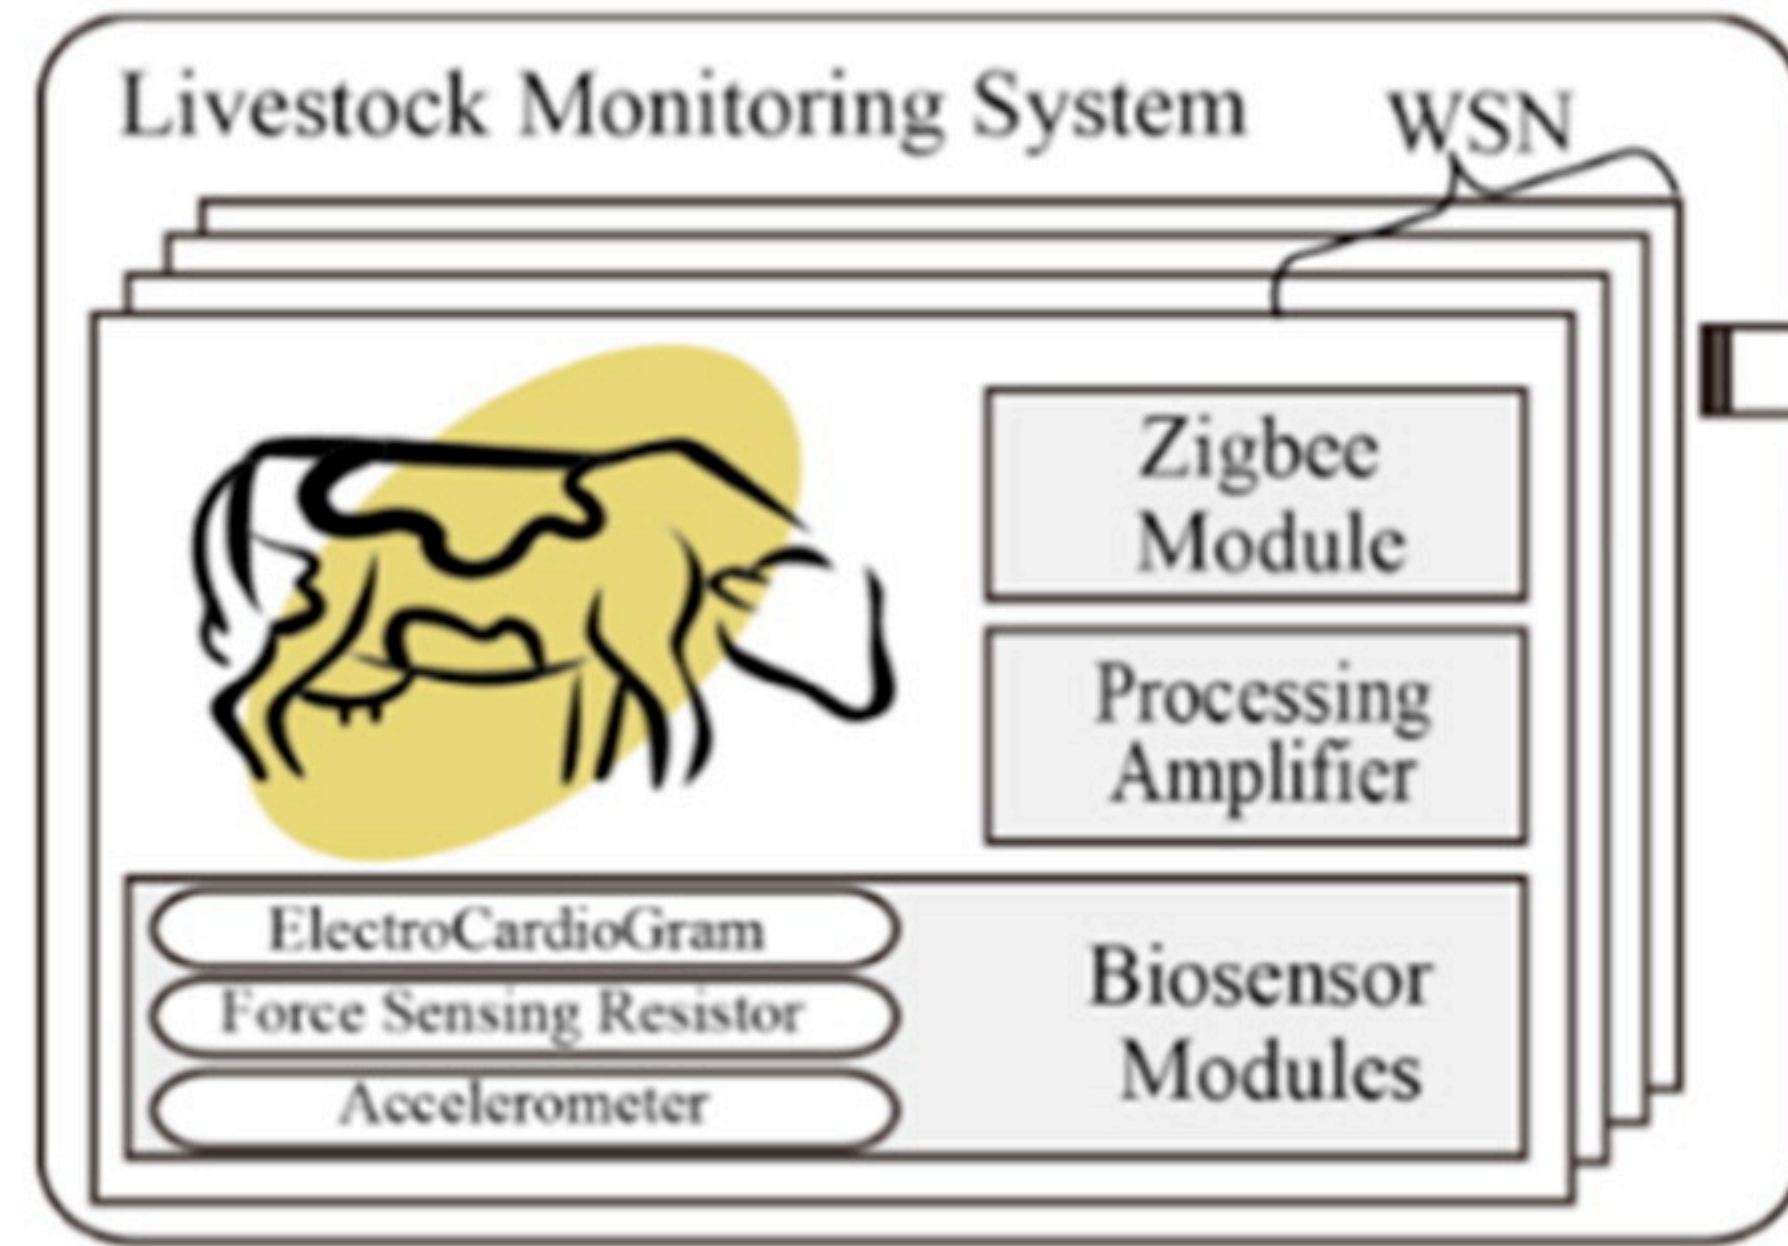 Livestock Monitoring System
WSN
Zigbee
Module
Processing
Amplifier
ElectroCardioGram
Force Sensing Resistor
Accelerometer
Biosensor
Modules